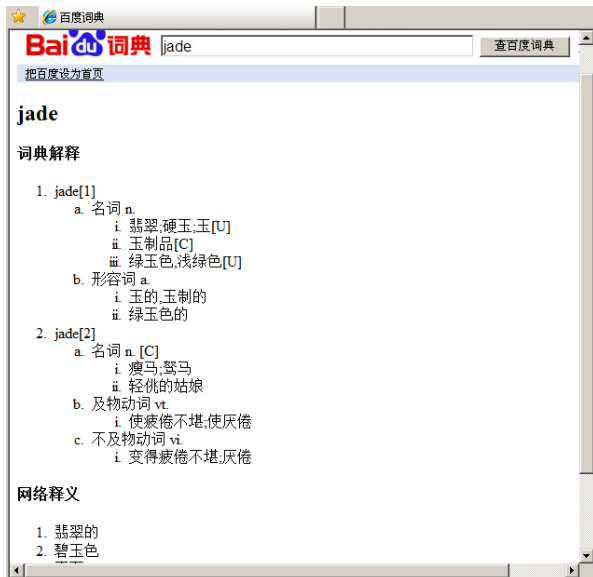 百度词典
Bai du 词典 jade 查百度词典
把百度设为首页
jade
词典解释
1. jade[1]
a. 名词 n.
i. 翡翠;硬玉;玉[U]
ii. 玉制品[C]
iii. 绿玉色,浅绿色[U]
b. 形容词 a.
i. 玉的,玉制的
ii. 绿玉色的
2. jade[2]
a. 名词 n. [C]
i. 瘦马;驽马
ii. 轻佻的姑娘
b. 及物动词 vt.
i. 使疲倦不堪;使厌倦
c. 不及物动词 vi.
i. 变得疲倦不堪;厌倦
网络释义
1. 翡翠的
2. 碧玉色